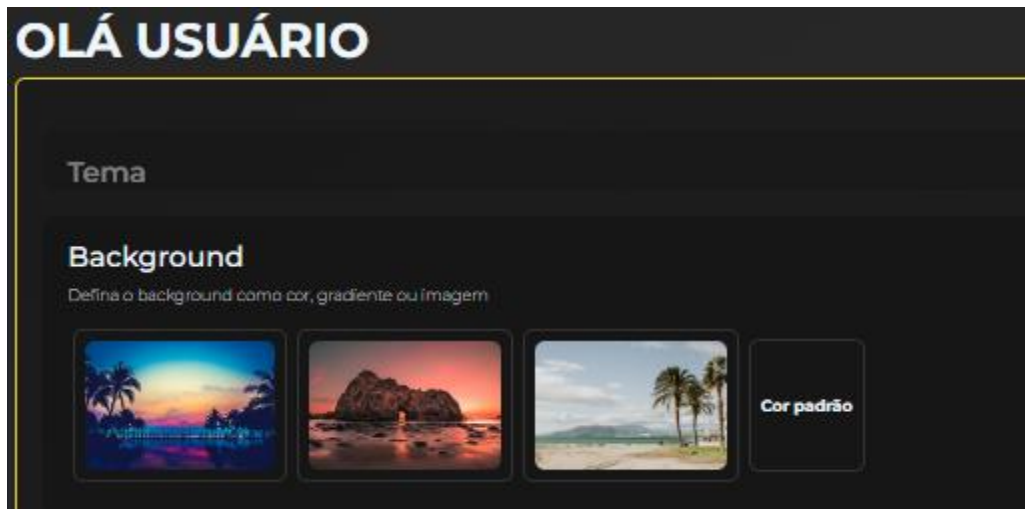 OLÁ USUÁRIO
Tema
Background
Defina o background como cor, gradiente ou imagem
Cor padrão